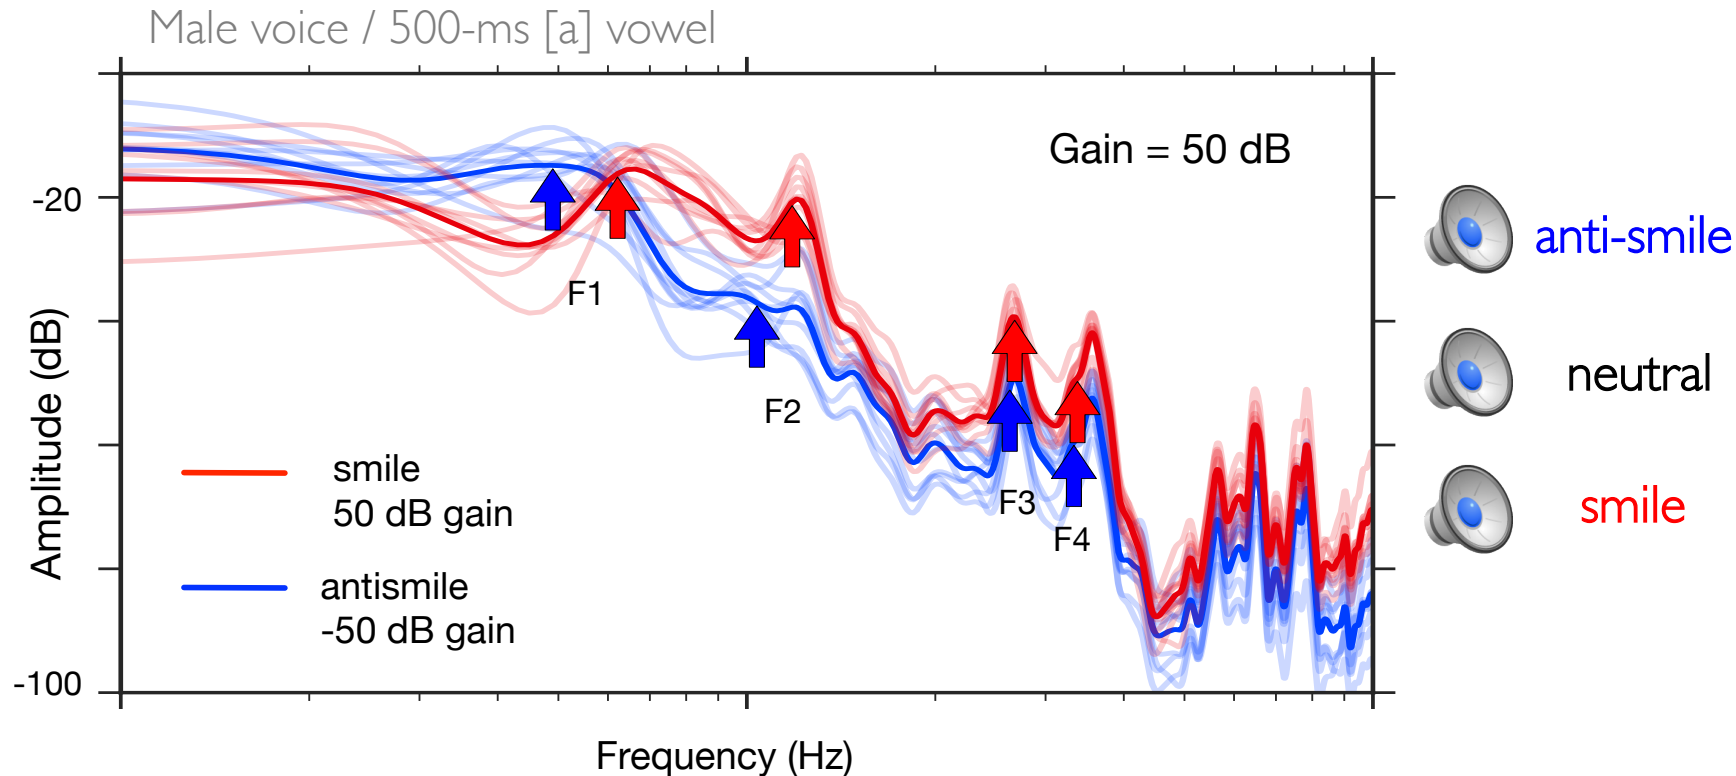 Male voice / 500-ms [a] vowel
Gain = 50 dB
-20
anti-smile
F1
Amplitude (dB)
neutral
F2
smile
50 dB gain
F3
smile
F4
antismile
-50 dB gain
-100
Frequency (Hz)